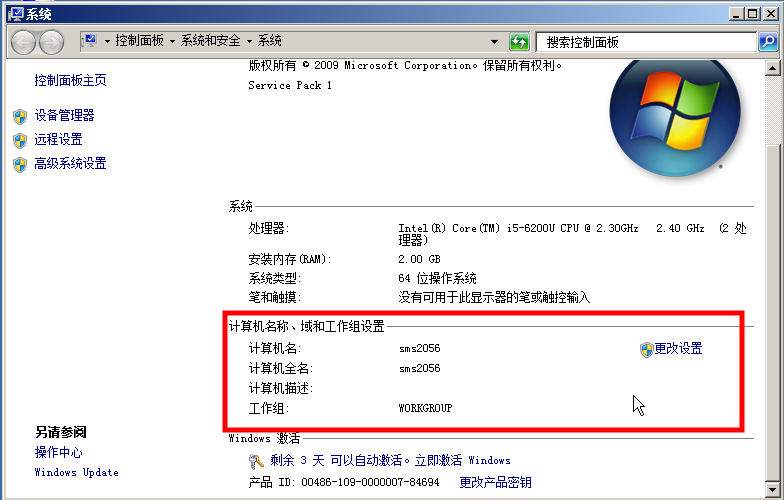 系统
控制面板 系统和安全 系统
搜索控制面板
控制面板主页
设备管理器
远程设置
高级系统设置
另请参阅
操作中心
Windows Update
版权所有 © 2009 Microsoft Corporation。保留所有权利。
Service Pack 1
系统
处理器: Intel(R) Core(TM) i5-6200U CPU @ 2.30GHz 2.40 GHz (2 处
理器)
安装内存(RAM): 2.00 GB
系统类型: 64 位操作系统
笔和触摸: 没有可用于此显示器的笔或触控输入
计算机名称、域和工作组设置
计算机名: sms2056 更改设置
计算机全名: sms2056
计算机描述:
工作组: WORKGROUP
Windows 激活
剩余 3 天 可以自动激活。立即激活 Windows
产品 ID: 00486-109-0000007-84694 更改产品密钥